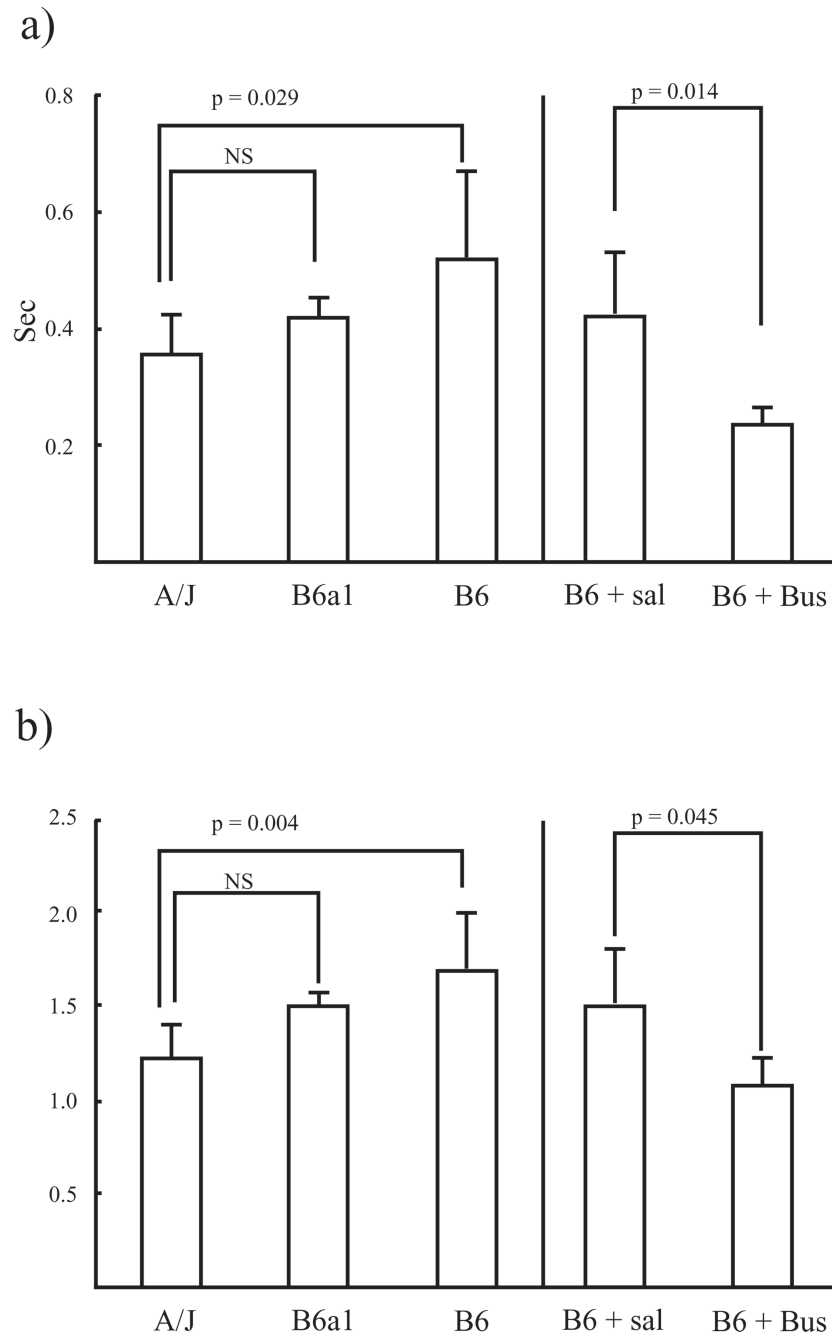 a)
0.8
p = 0.029
p = 0.014
NS
0.6
Sec
0.4
0.2
A/J
B6a1
B6
B6 + sal
B6 + Bus
b)
2.5
p = 0.004
p = 0.045
NS
2.0
1.5
1.0
0.5
A/J
B6a1
B6
B6 + sal
B6 + Bus